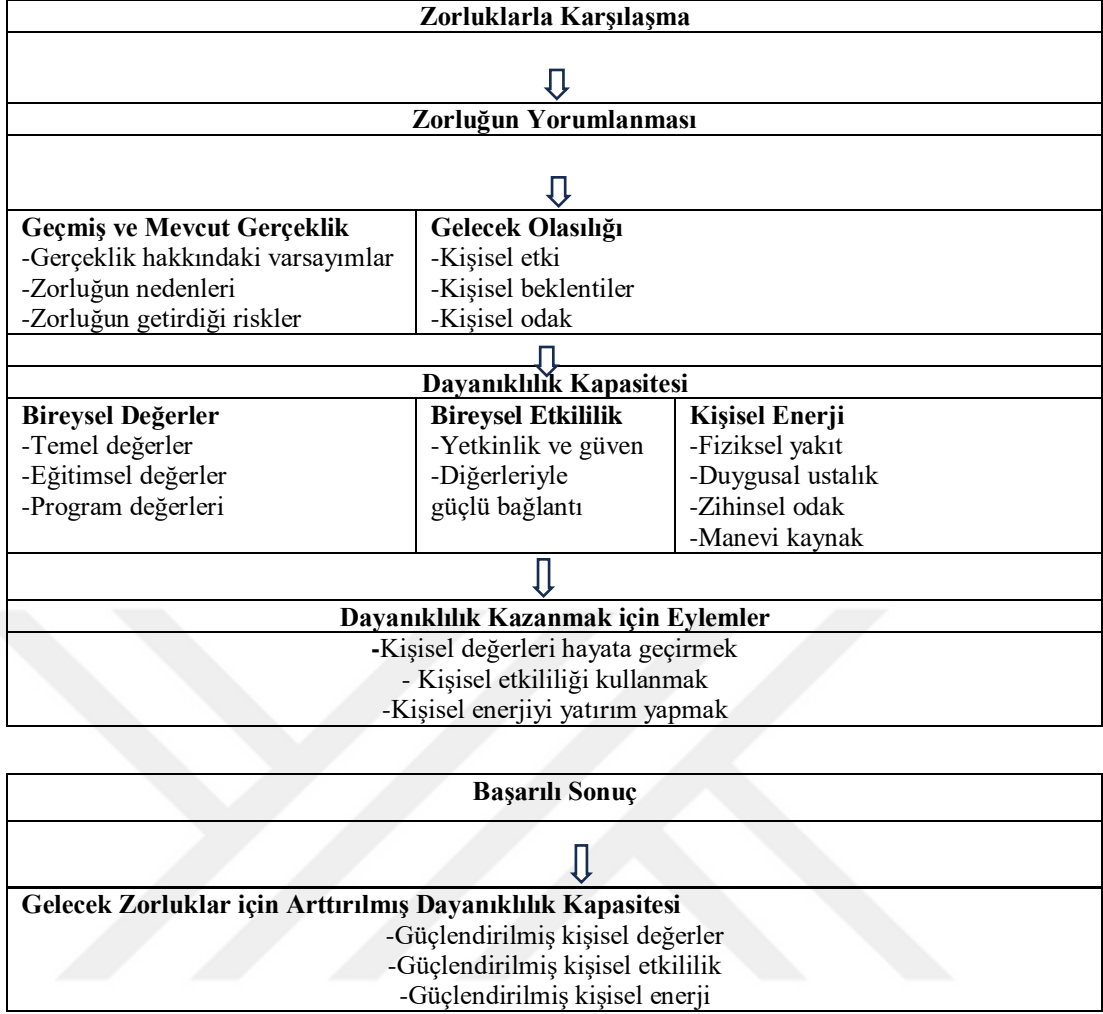 Zorluklarla Karşılaşma
Zorluğun Yorumlanması
Geçmiş ve Mevcut Gerçeklik
-Gerçeklik hakkındaki varsayımlar
-Zorluğun nedenleri
-Zorluğun getirdiği riskler
Gelecek Olasılığı
-Kişisel etki
-Kişisel beklentiler
-Kişisel odak
Dayanıklılık Kapasitesi
Bireysel Değerler
-Temel değerler
-Eğitimsel değerler
-Program değerleri
Bireysel Etkililik
-Yetkinlik ve güven
-Diğerleriyle
güçlü bağlantı
Kişisel Enerji
-Fiziksel yakıt
-Duygusal ustalık
-Zihinsel odak
-Manevi kaynak
Dayanıklılık Kazanmak için Eylemler
-Kişisel değerleri hayata geçirmek
- Kişisel etkililiği kullanmak
-Kişisel enerjiyi yatırım yapmak
Başarılı Sonuç
Gelecek Zorluklar için Arttırılmış Dayanıklılık Kapasitesi
-Güçlendirilmiş kişisel değerler
-Güçlendirilmiş kişisel etkililik
-Güçlendirilmiş kişisel enerji